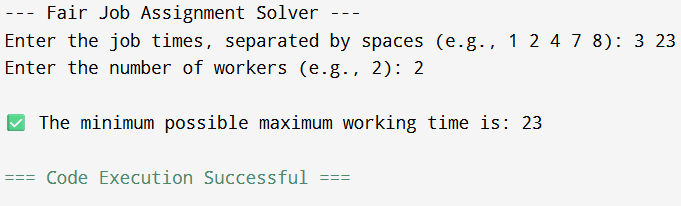 --- Fair Job Assignment Solver ---
Enter the job times, separated by spaces (e.g., 1 2 4 7 8): 3 23
Enter the number of workers (e.g., 2): 2
✅ The minimum possible maximum working time is: 23
=== Code Execution Successful ===